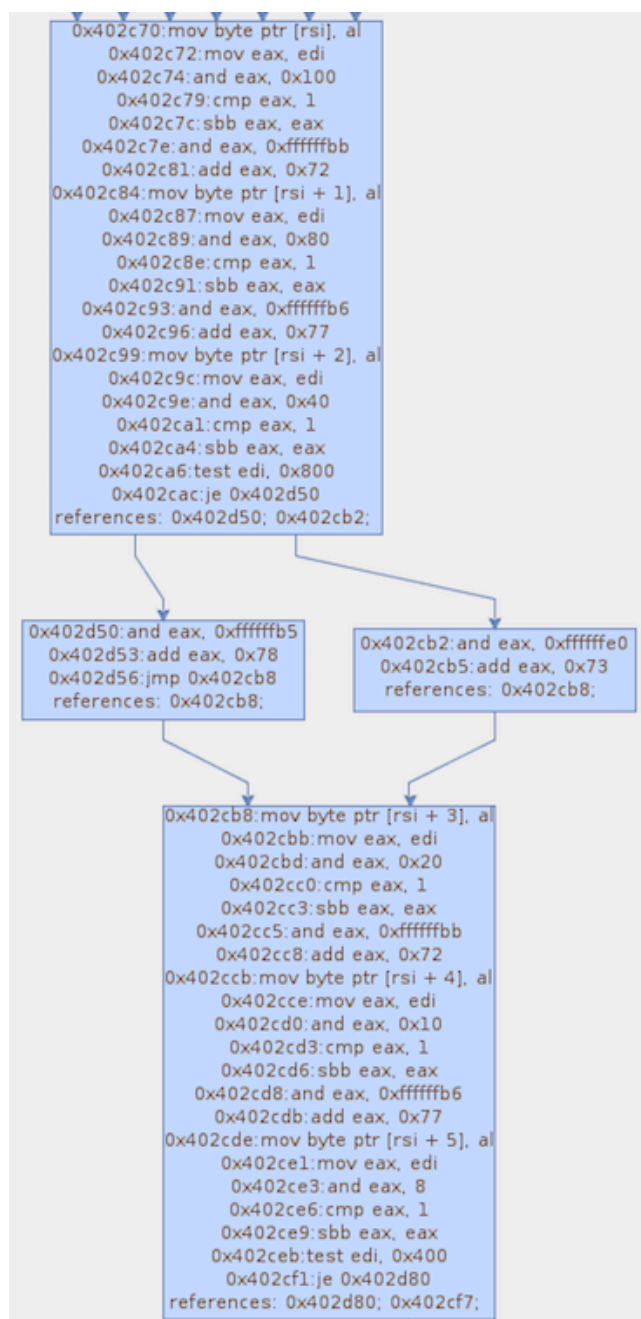 0x402c70:mov byte ptr [rsi], al
0x402c72:mov eax, edi
0x402c74:and eax, 0x100
0x402c79:cmp eax, 1
0x402c7c:sbb eax, eax
0x402c7e:and eax, 0xffffffbb
0x402c81:add eax, 0x72
0x402c84:mov byte ptr [rsi + 1], al
0x402c87:mov eax, edi
0x402c89:and eax, 0x80
0x402c8e:cmp eax, 1
0x402c91:sbb eax, eax
0x402c93:and eax, 0xffffffb6
0x402c96:add eax, 0x77
0x402c99:mov byte ptr [rsi + 2], al
0x402c9c:mov eax, edi
0x402c9e:and eax, 0x40
0x402ca1:cmp eax, 1
0x402ca4:sbb eax, eax
0x402ca6:test edi, 0x800
0x402cac:je 0x402d50
references: 0x402d50; 0x402cb2;
0x402d50:and eax, 0xffffffb5
0x402d53:add eax, 0x78
0x402d56:jmp 0x402cb8
references: 0x402cb8;
0x402cb2:and eax, 0xffffffe0
0x402cb5:add eax, 0x73
references: 0x402cb8;
0x402cb8:mov byte ptr [rsi + 3], al
0x402cbb:mov eax, edi
0x402cbd:and eax, 0x20
0x402cc0:cmp eax, 1
0x402cc3:sbb eax, eax
0x402cc5:and eax, 0xffffffbb
0x402cc8:add eax, 0x72
0x402ccb:mov byte ptr [rsi + 4], al
0x402cce:mov eax, edi
0x402cd0:and eax, 0x10
0x402cd3:cmp eax, 1
0x402cd6:sbb eax, eax
0x402cd8:and eax, 0xffffffb6
0x402cdb:add eax, 0x77
0x402cde:mov byte ptr [rsi + 5], al
0x402ce1:mov eax, edi
0x402ce3:and eax, 8
0x402ce6:cmp eax, 1
0x402ce9:sbb eax, eax
0x402ceb:test edi, 0x400
0x402cf1:je 0x402d80
references: 0x402d80; 0x402cf7;